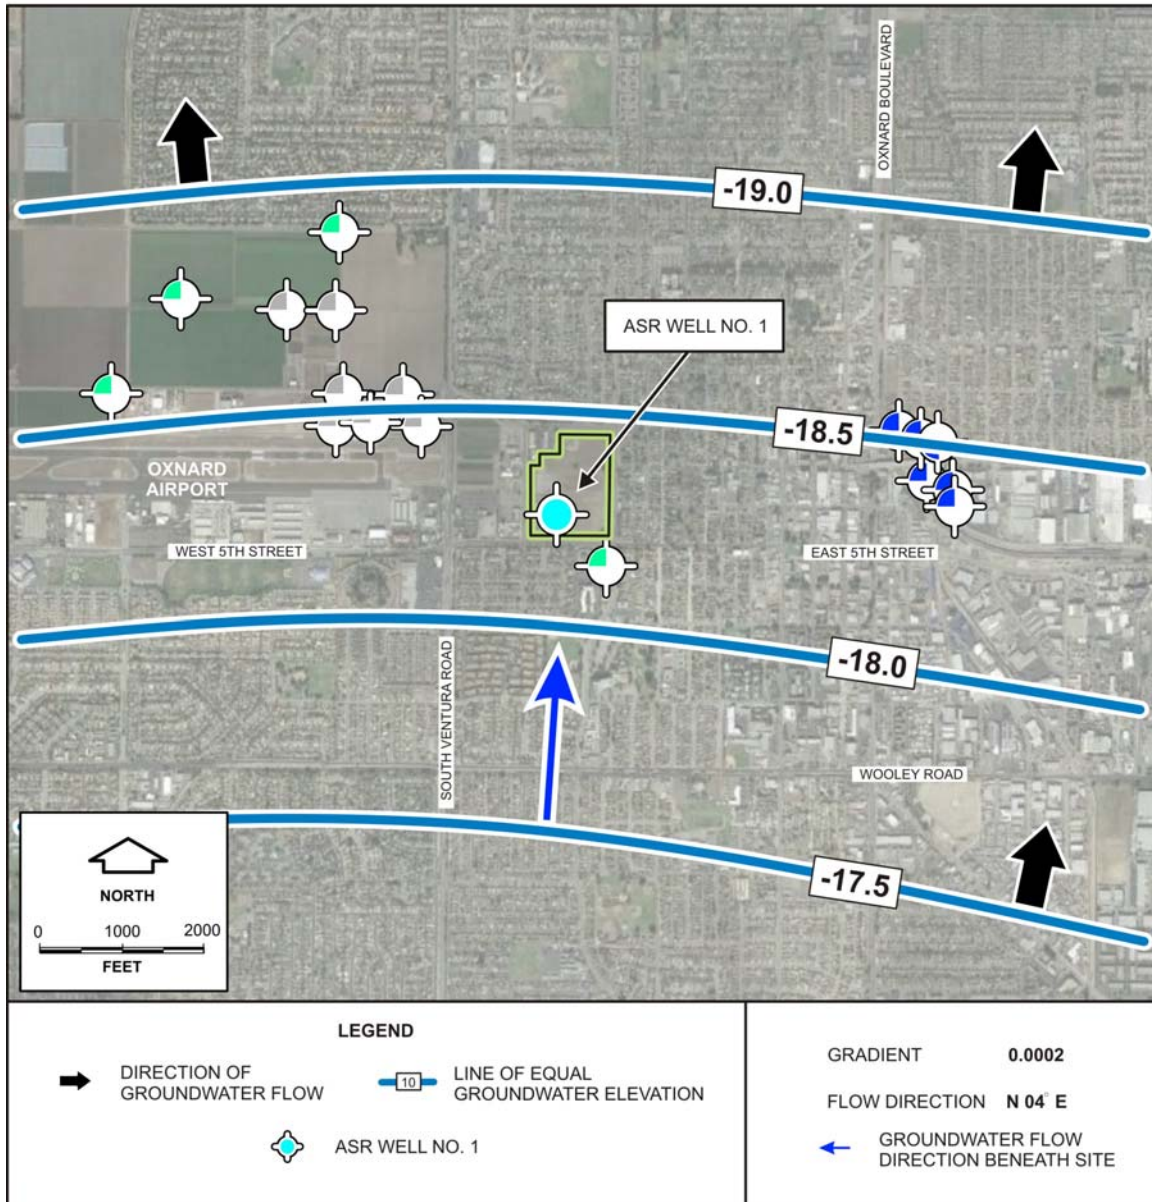 OXNARD BOULEVARD
-19.0
ASR WELL NO. 1
-18.5
OXNARD
AIRPORT
WEST 5TH STREET
EAST 5TH STREET
-18.0
SOUTH VENTURA ROAD
WOOLEY ROAD
-17.5
NORTH
0 1000 2000
FEET
LEGEND
DIRECTION OF
GROUNDWATER FLOW
10
LINE OF EQUAL
GROUNDWATER ELEVATION
ASR WELL NO. 1
GRADIENT 0.0002
FLOW DIRECTION N 04° E
GROUNDWATER FLOW
DIRECTION BENEATH SITE